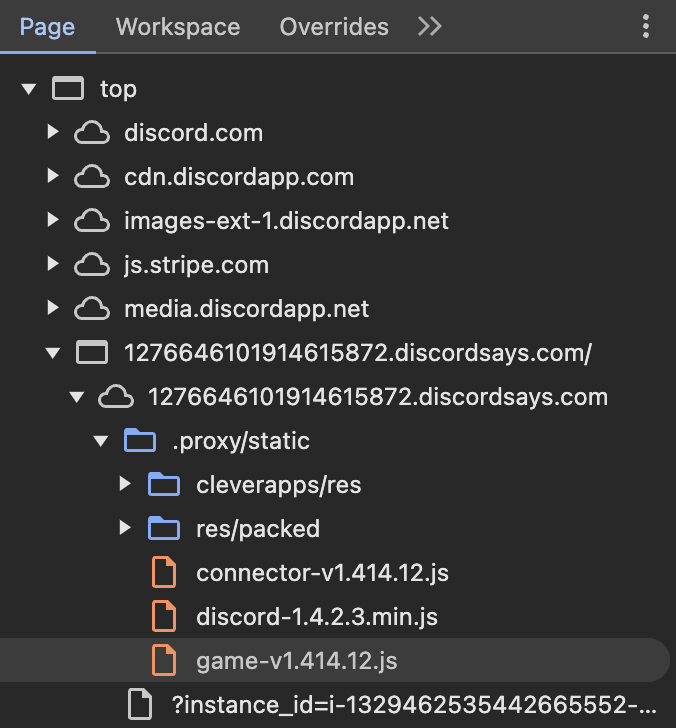 Page Workspace Overrides
top
discord.com
cdn.discordapp.com
images-ext-1.discordapp.net
js.stripe.com
media.discordapp.net
1276646101914615872.discordsays.com/
1276646101914615872.discordsays.com
.proxy/static
cleverapps/res
res/packed
connector-v1.414.12.js
discord-1.4.2.3.min.js
game-v1.414.12.js
?instance_id=i-1329462535442665552-...